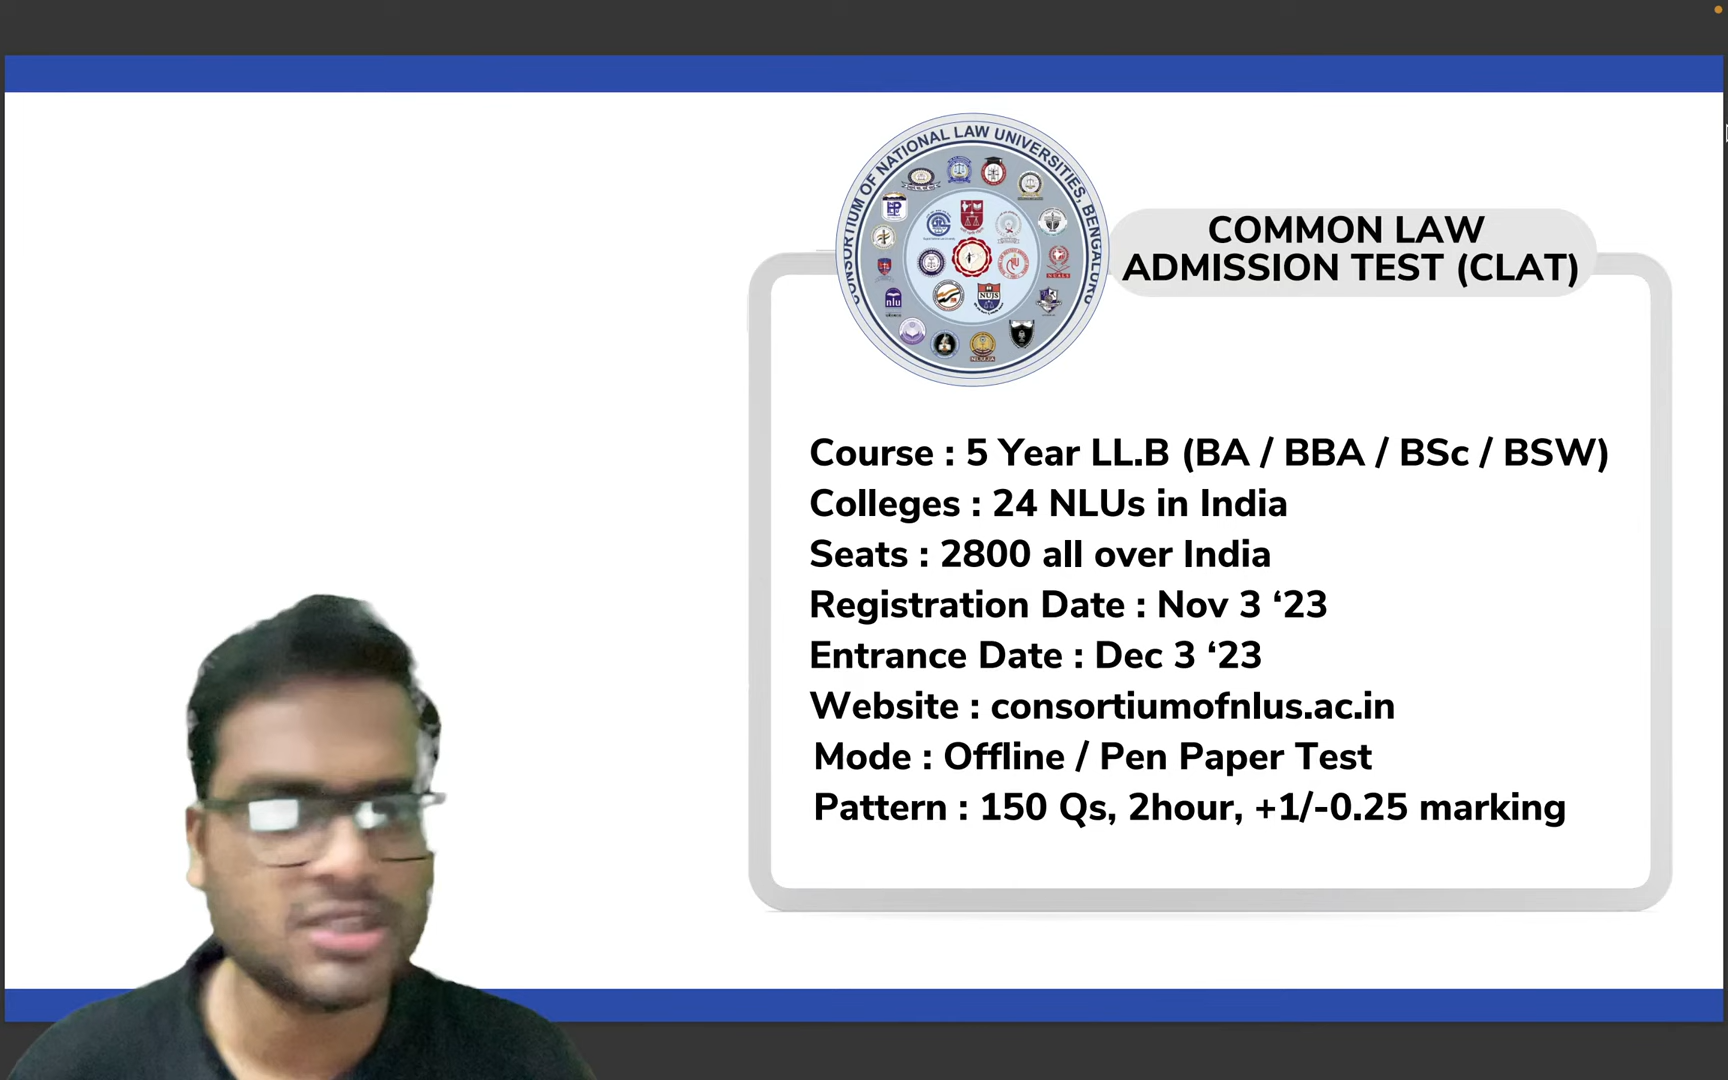 CONSORTIUM OF NATIONAL LAW UNIVERSITIES, BENGALURU
NUJS
nlu
COMMON LAW
ADMISSION TEST (CLAT)
Course : 5 Year LL.B (BA / BBA / BSc / BSW)
Colleges : 24 NLUs in India
Seats : 2800 all over India
Registration Date : Nov 3 ‘23
Entrance Date : Dec 3 ‘23
Website : consortiumofnlus.ac.in
Mode : Offline / Pen Paper Test
Pattern : 150 Qs, 2hour, +1/-0.25 marking